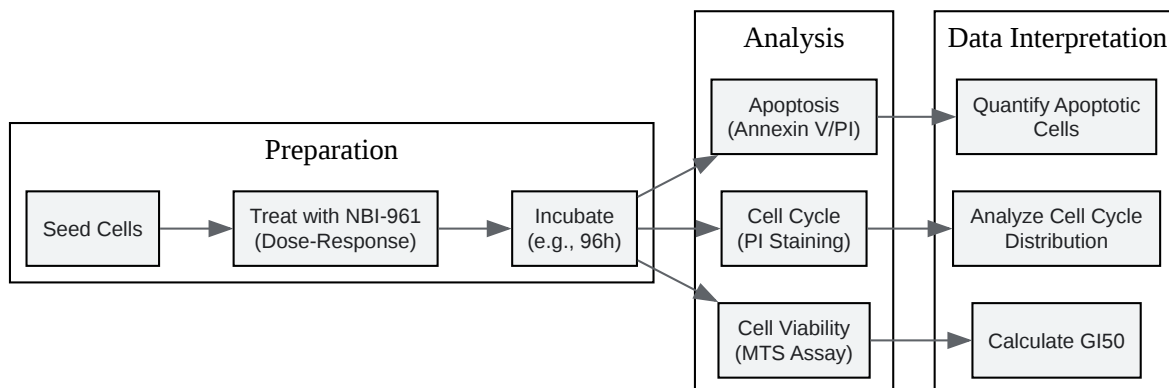 Preparation
Seed Cells
Treat with NBI-961
(Dose-Response)
Incubate
(e.g., 96h)
Analysis
Apoptosis
(Annexin V/PI)
Cell Cycle
(PI Staining)
Cell Viability
(MTS Assay)
Data Interpretation
Quantify Apoptotic
Cells
Analyze Cell Cycle
Distribution
Calculate GI50